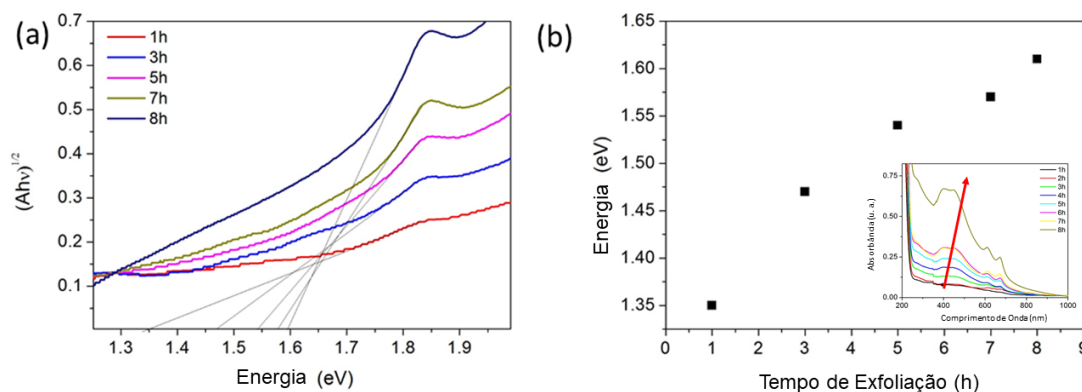 (a)
0.7
0.6
0.5
0.4
0.3
0.2
0.1
(Ahν)1/2
1h
3h
5h
7h
8h
1.3 1.4 1.5 1.6 1.7 1.8 1.9
Energia (eV)
(b)
1.60
1.55
1.50
1.45
1.40
1.35
Energia (eV)
0 1 2 3 4 5 6 7 8 9
Tempo de Exfoliação (h)
0.75
0.50
0.25
0.00
Absorbância (u. a.)
1h
2h
3h
4h
5h
6h
7h
8h
200 400 600 800 1000
Comprimento de Onda (nm)